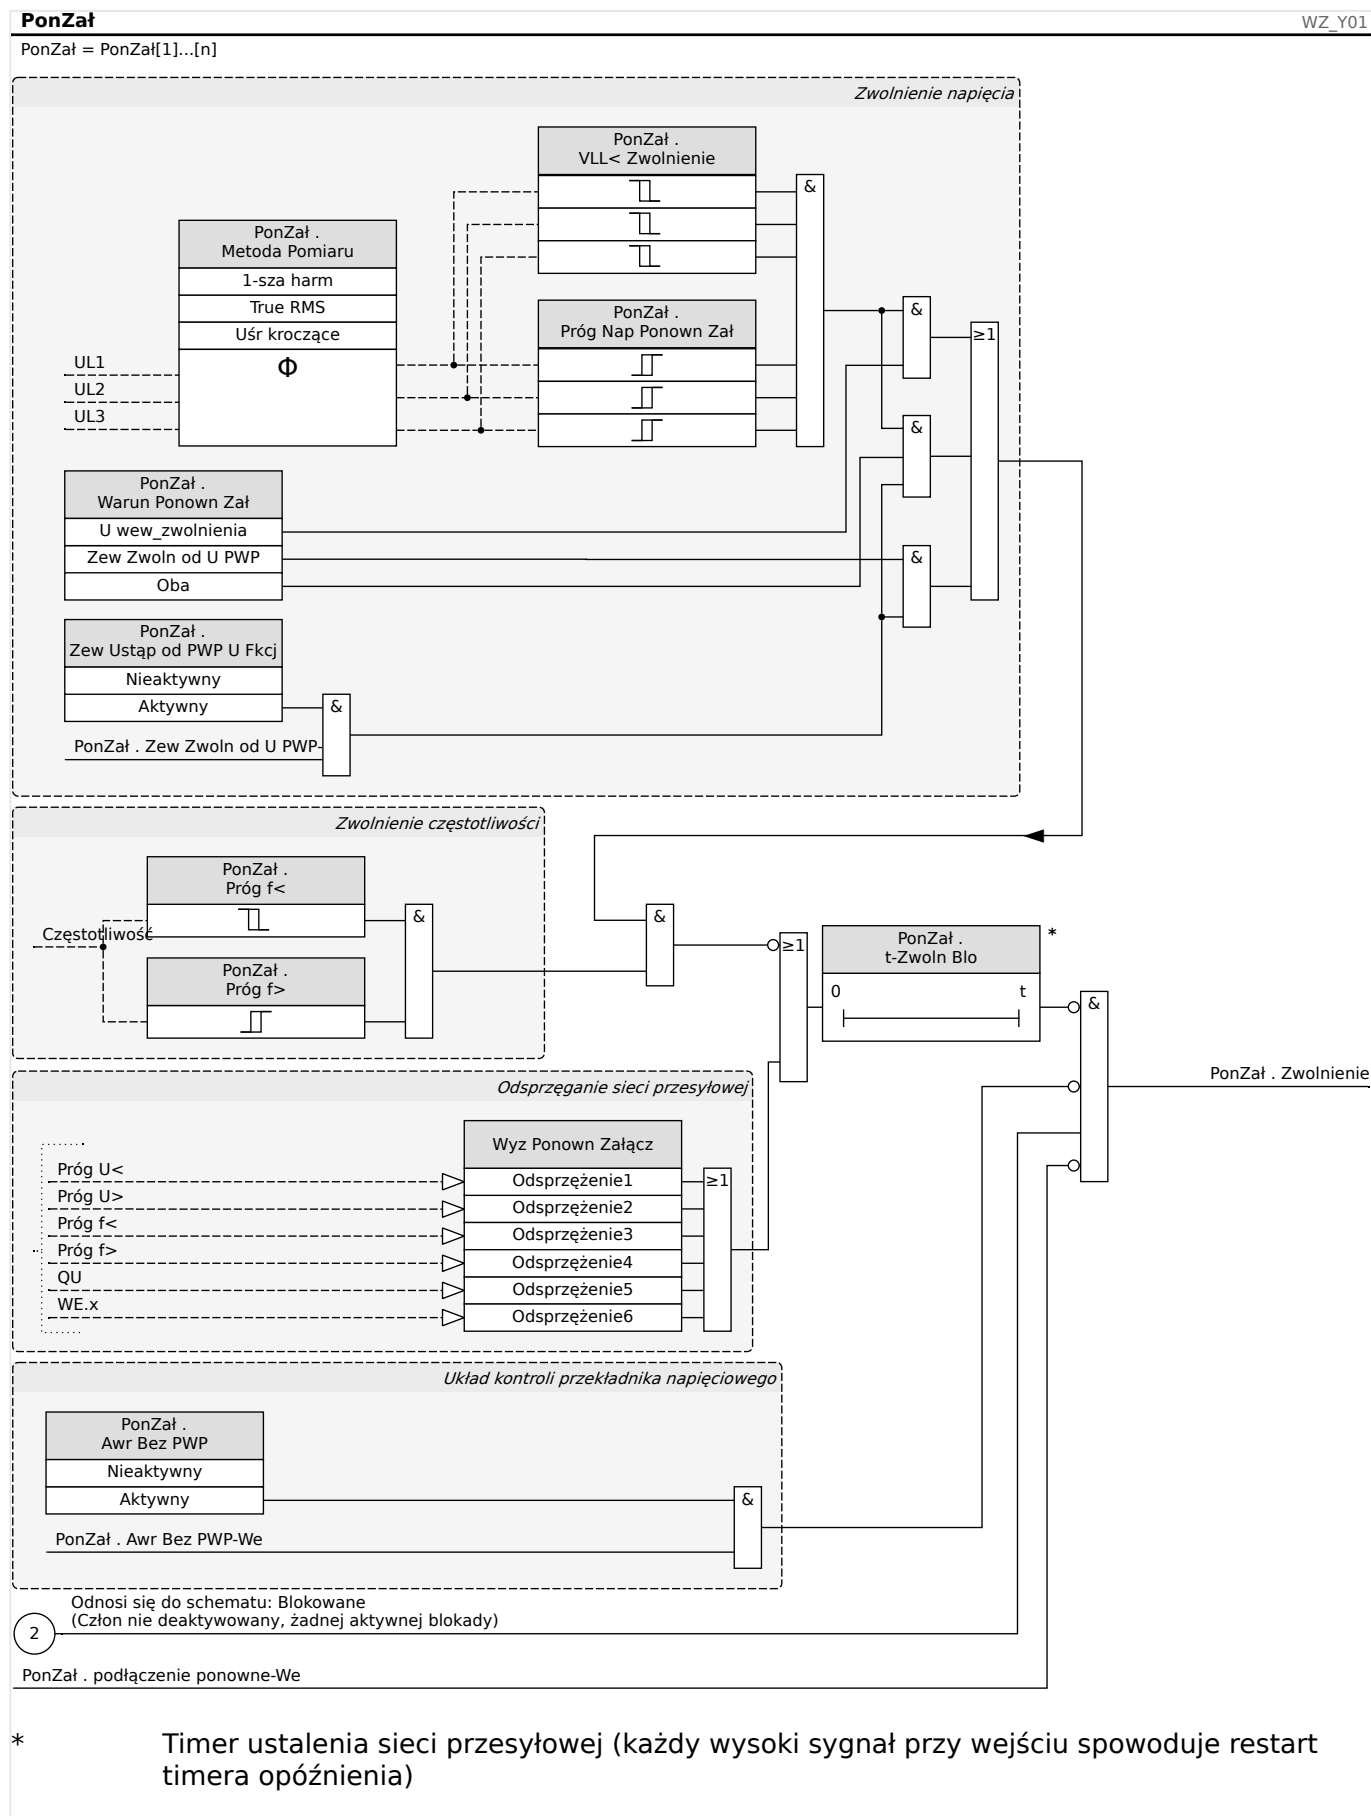 PonZał
WZ_Y01
PonZał = PonZał[1]...[n]
Zwolnienie napięcia
PonZał .
VLL< Zwolnienie
&
PonZał .
Metoda Pomiaru
1-sza harm
True RMS
Uśr kroczące
Φ
UL1
UL2
UL3
PonZał .
Próg Nap Ponown Zał
&
≥1
&
PonZał .
Warun Ponown Zał
U wew_zwolnienia
Zew Zwoln od U PWP
Oba
&
PonZał .
Zew Ustąp od PWP U Fkcj
Nieaktywny
Aktywny
&
PonZał . Zew Zwoln od U PWP-
Zwolnienie częstotliwości
PonZał .
Próg f<
&
Częstotliwość
PonZał .
Próg f>
&
≥1
PonZał .
t-Zwoln Blo
*
0
t
&
PonZał . Zwolnienie
Odsprzęganie sieci przesyłowej
Wyz Ponown Załącz
Próg U<
Odsprzężenie1
≥1
Próg U>
Odsprzężenie2
Próg f<
Odsprzężenie3
Próg f>
Odsprzężenie4
QU
Odsprzężenie5
WE.x
Odsprzężenie6
Układ kontroli przekładnika napięciowego
PonZał .
Awr Bez PWP
Nieaktywny
Aktywny
&
PonZał . Awr Bez PWP-We
Odnosi się do schematu: Blokowane
(Człon nie deaktywowany, żadnej aktywnej blokady)
2
PonZał . podłączenie ponowne-We
* Timer ustalenia sieci przesyłowej (każdy wysoki sygnał przy wejściu spowoduje restart
timera opóźnienia)